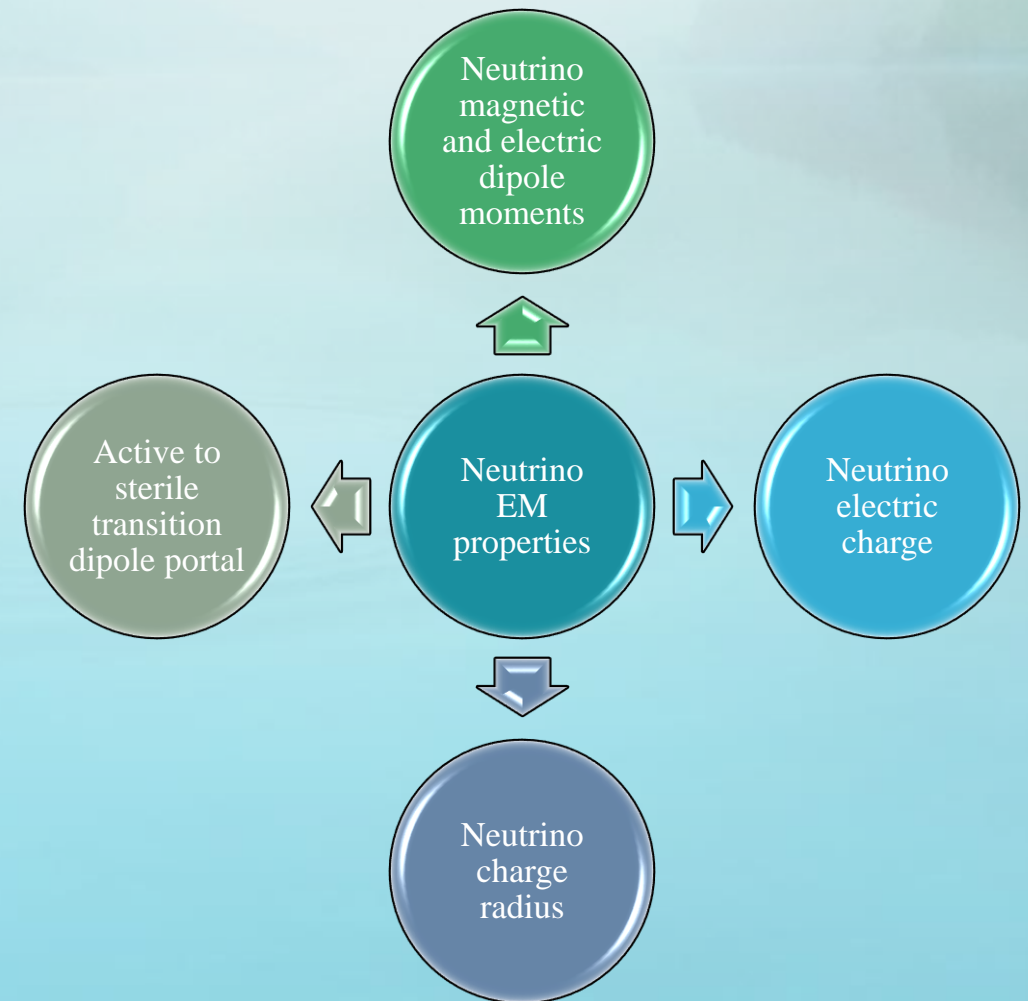 Neutrino
magnetic
and electric
dipole
moments
Active to
sterile
transition
dipole portal
Neutrino
EM
properties
Neutrino
electric
charge
Neutrino
charge
radius